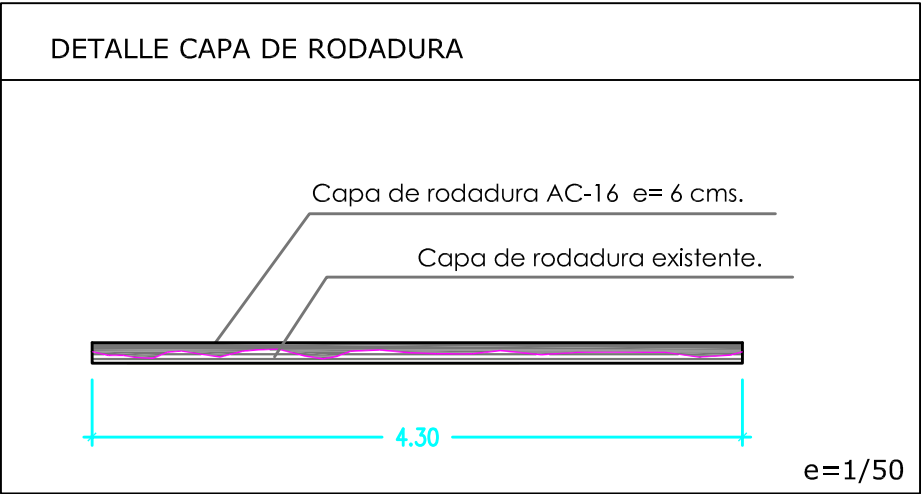 DETALLE CAPA DE RODADURA
Capa de rodadura AC-16  e= 6 cms.
Capa de rodadura existente.
4.30
e=1/50